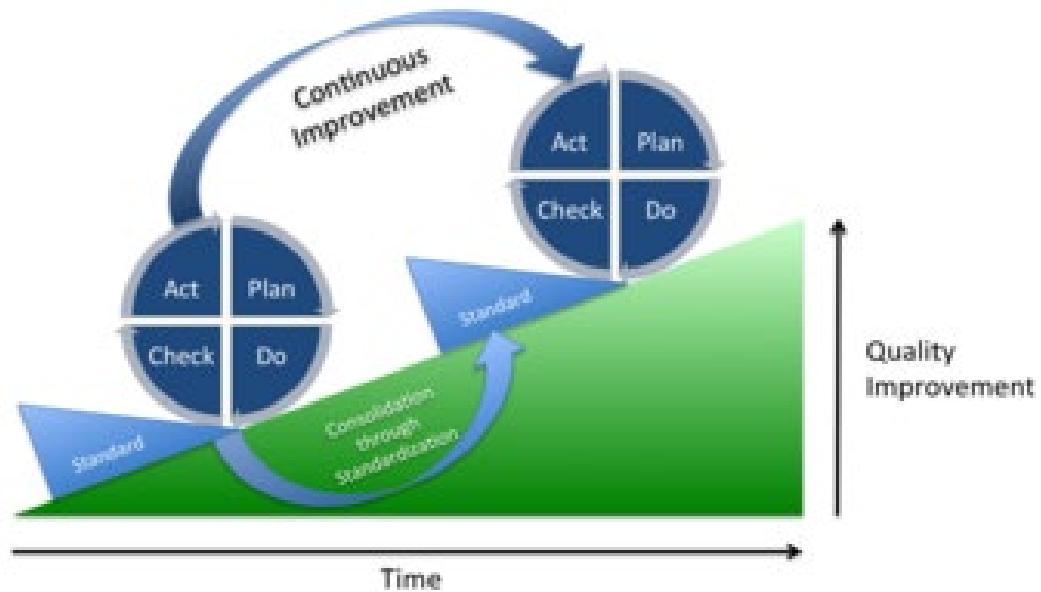 Continuous
Improvement
Act
Plan
Check
Do
Act
Plan
Check
Do
Standard
Standard
Consolidation
through
Standardization
Quality
Improvement
Time